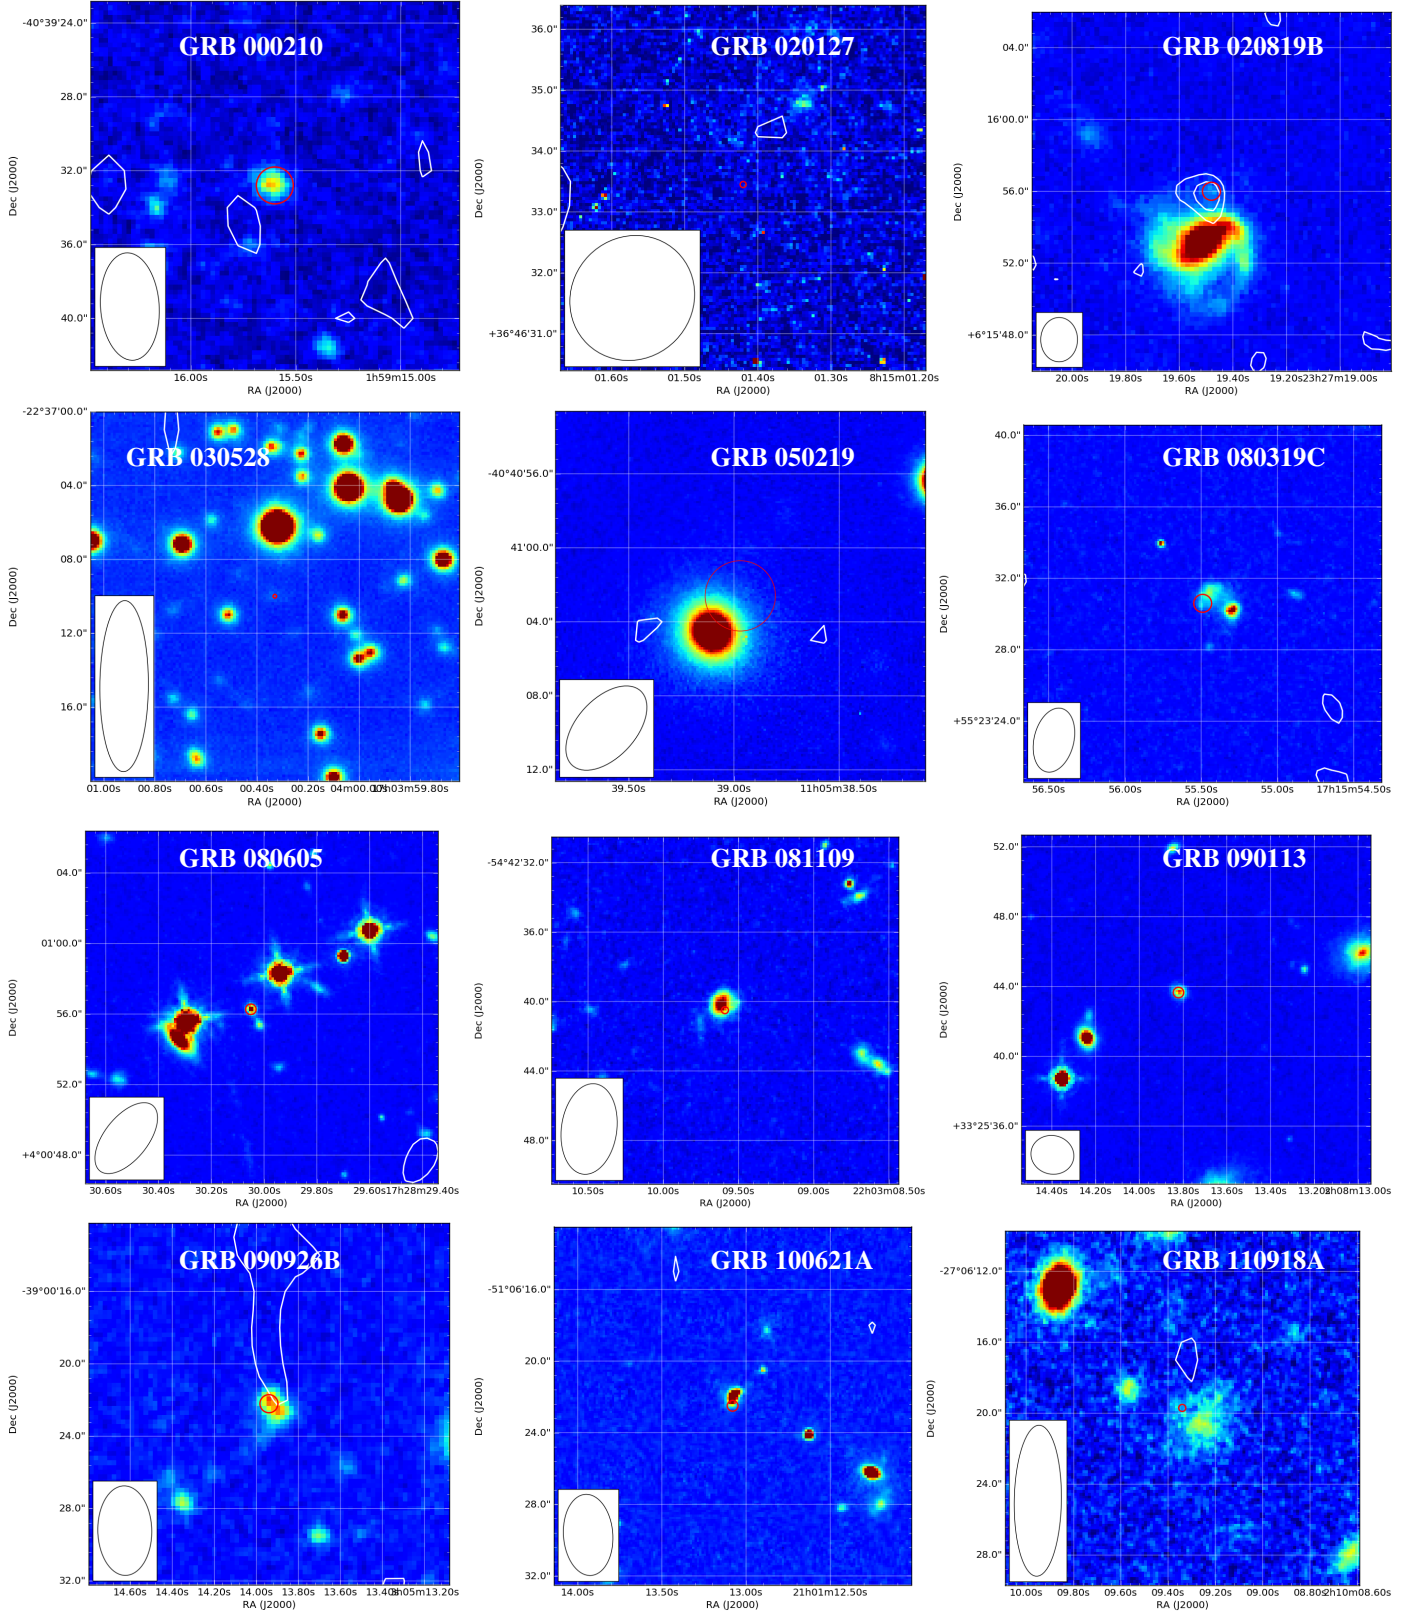 GRB 000210
-40°39'24.0"
28.0"
32.0"
36.0"
40.0"
Dec (J2000)
16.00s 15.50s 1h59m15.00s
RA (J2000)
GRB 020127
36.0"
35.0"
34.0"
33.0"
32.0"
+36°46'31.0"
Dec (J2000)
01.60s 01.50s 01.40s 01.30s 8h15m01.20s
RA (J2000)
GRB 020819B
04.0"
16'00.0"
56.0"
52.0"
+6°15'48.0"
Dec (J2000)
20.00s 19.80s 19.60s 19.40s 19.20s 23h27m19.00s
RA (J2000)
GRB 030528
-22°37'00.0"
04.0"
08.0"
12.0"
16.0"
Dec (J2000)
01.00s 00.80s 00.60s 00.40s 00.20s 04m00.00s 17h03m59.80s
RA (J2000)
GRB 050219
-40°40'56.0"
41'00.0"
04.0"
08.0"
12.0"
Dec (J2000)
39.50s 39.00s 11h05m38.50s
RA (J2000)
GRB 080319C
40.0"
36.0"
32.0"
28.0"
+55°23'24.0"
Dec (J2000)
56.50s 56.00s 55.50s 55.00s 17h15m54.50s
RA (J2000)
GRB 080605
04.0"
01'00.0"
56.0"
52.0"
+4°00'48.0"
Dec (J2000)
30.60s 30.40s 30.20s 30.00s 29.80s 29.60s 17h28m29.40s
RA (J2000)
GRB 081109
-54°42'32.0"
36.0"
40.0"
44.0"
48.0"
Dec (J2000)
10.50s 10.00s 09.50s 09.00s 22h03m08.50s
RA (J2000)
GRB 090113
52.0"
48.0"
44.0"
40.0"
+33°25'36.0"
Dec (J2000)
14.40s 14.20s 14.00s 13.80s 13.60s 13.40s 13.20s 2h08m13.00s
RA (J2000)
GRB 090926B
-39°00'16.0"
20.0"
24.0"
28.0"
32.0"
Dec (J2000)
14.60s 14.40s 14.20s 14.00s 13.80s 13.60s 13.40s 3h05m13.20s
RA (J2000)
GRB 100621A
-51°06'16.0"
20.0"
24.0"
28.0"
32.0"
Dec (J2000)
14.00s 13.50s 13.00s 21h01m12.50s
RA (J2000)
GRB 110918A
-27°06'12.0"
16.0"
20.0"
24.0"
28.0"
Dec (J2000)
10.00s 09.80s 09.60s 09.40s 09.20s 09.00s 08.80s 2h10m08.60s
RA (J2000)